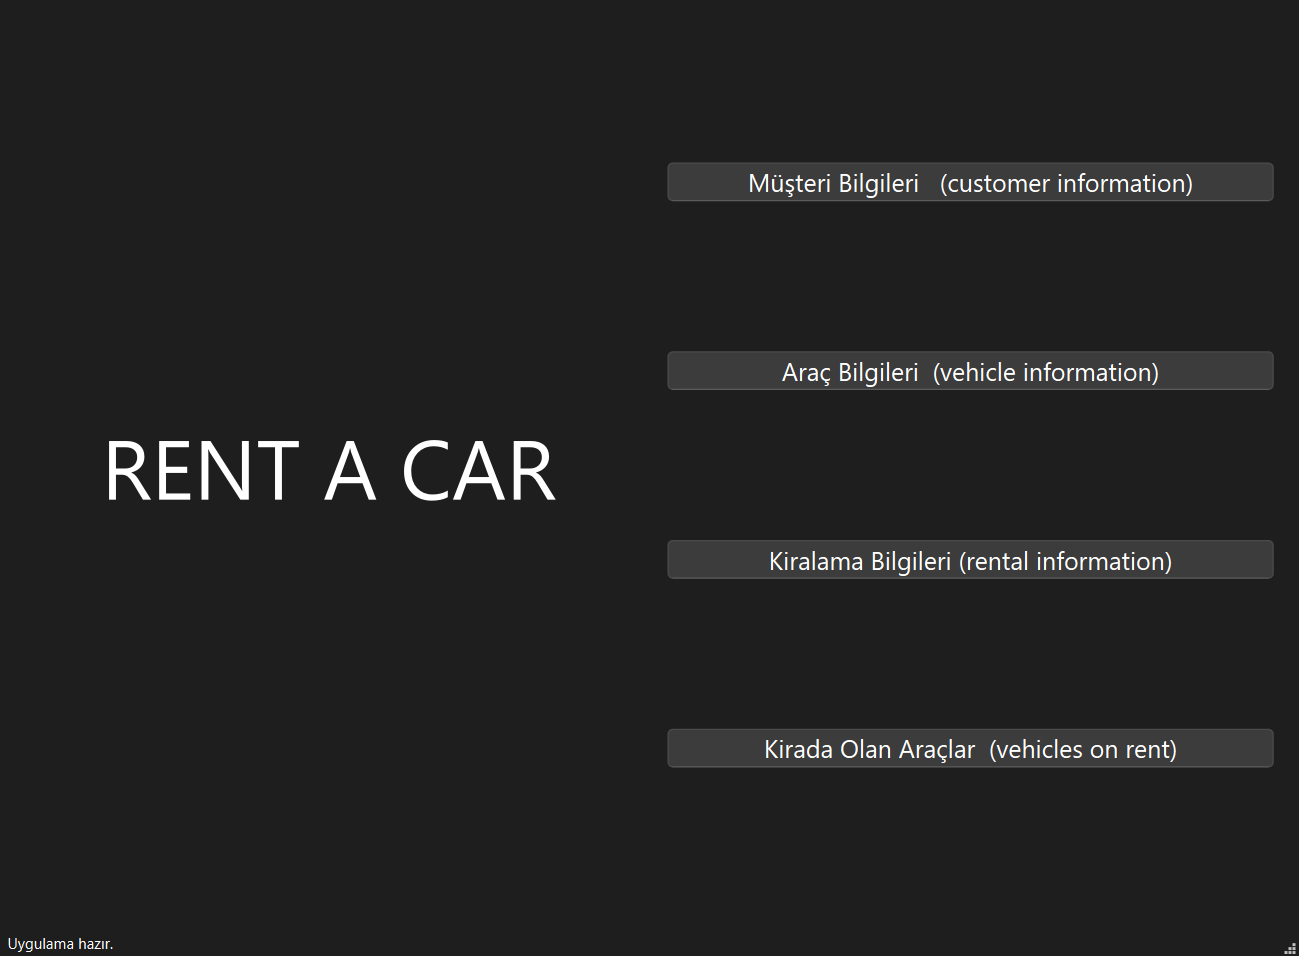 RENT A CAR
Müşteri Bilgileri (customer information)
Araç Bilgileri (vehicle information)
Kiralama Bilgileri (rental information)
Kirada Olan Araçlar (vehicles on rent)
Uygulama hazır.